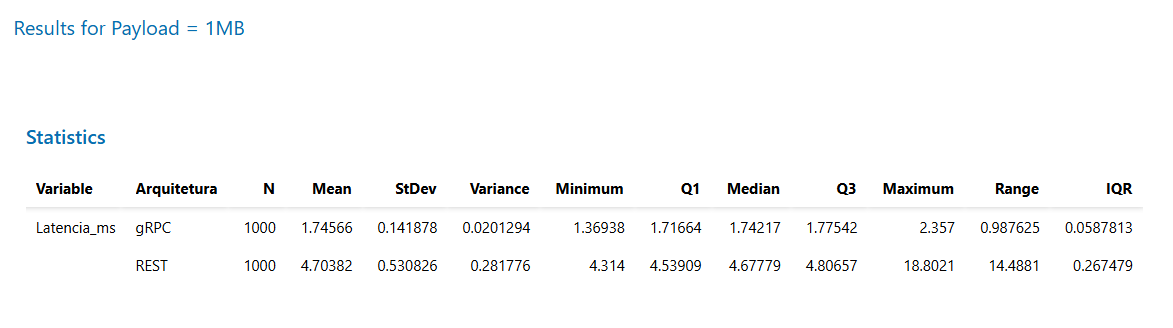 Results for Payload = 1MB
Statistics
Variable Arquitetura N Mean StDev Variance Minimum Q1 Median Q3 Maximum Range IQR
Latencia_ms gRPC 1000 1.74566 0.141878 0.0201294 1.36938 1.71664 1.74217 1.77542 2.357 0.987625 0.0587813
REST 1000 4.70382 0.530826 0.281776 4.314 4.53909 4.67779 4.80657 18.8021 14.4881 0.267479